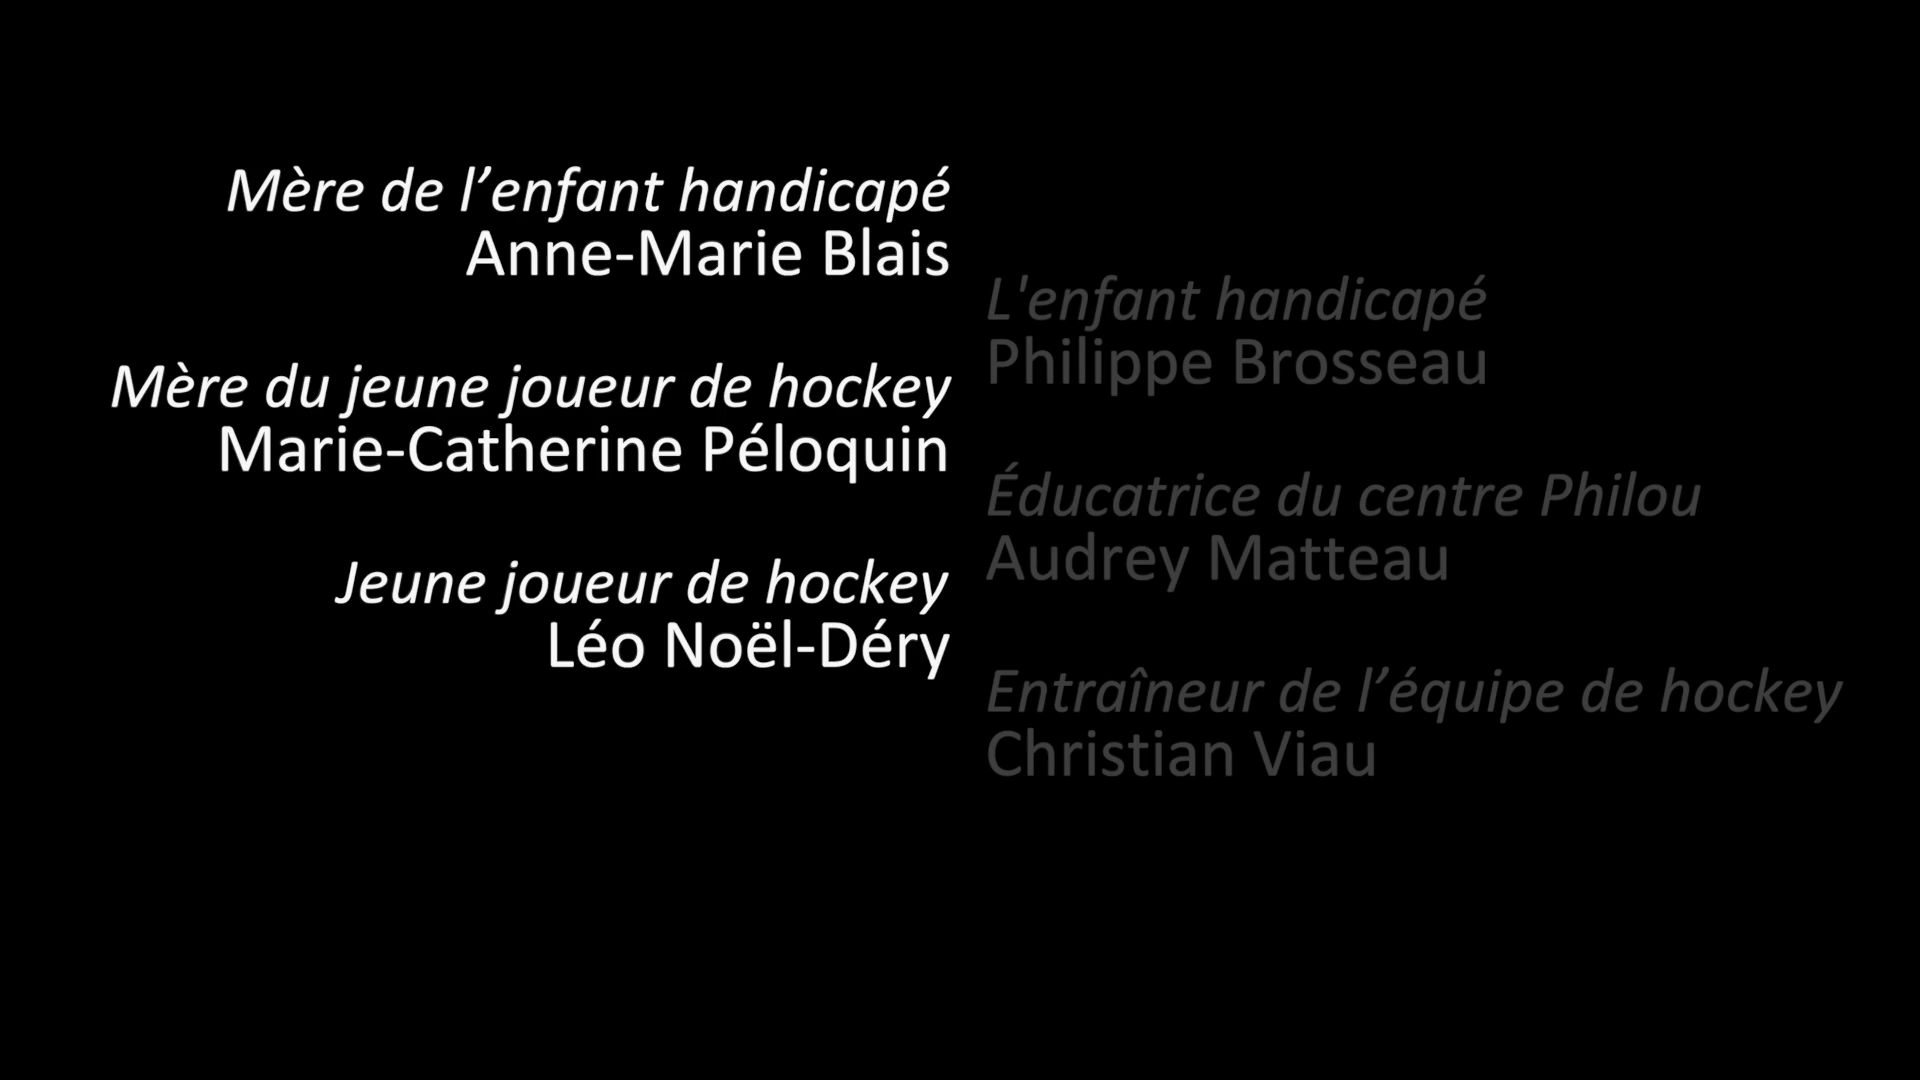 Mère de l’enfant handicapé
Anne-Marie Blais
Mère du jeune joueur de hockey
Marie-Catherine Péloquin
Jeune joueur de hockey
Léo Noël-Déry
L'enfant handicapé
Philippe Brosseau
Éducatrice du centre Philou
Audrey Matteau
Entraîneur de l’équipe de hockey
Christian Viau